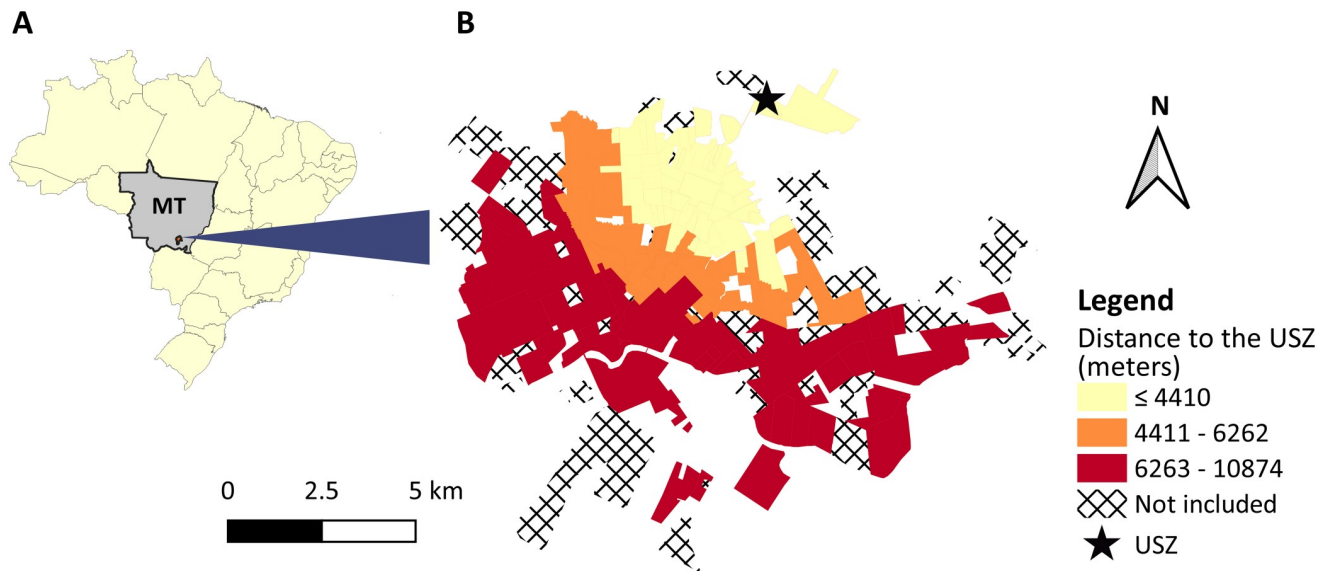 A
B
MT
N
0 2.5 5 km
Legend
Distance to the USZ
(meters)
≤ 4410
4411 - 6262
6263 - 10874
Not included
USZ